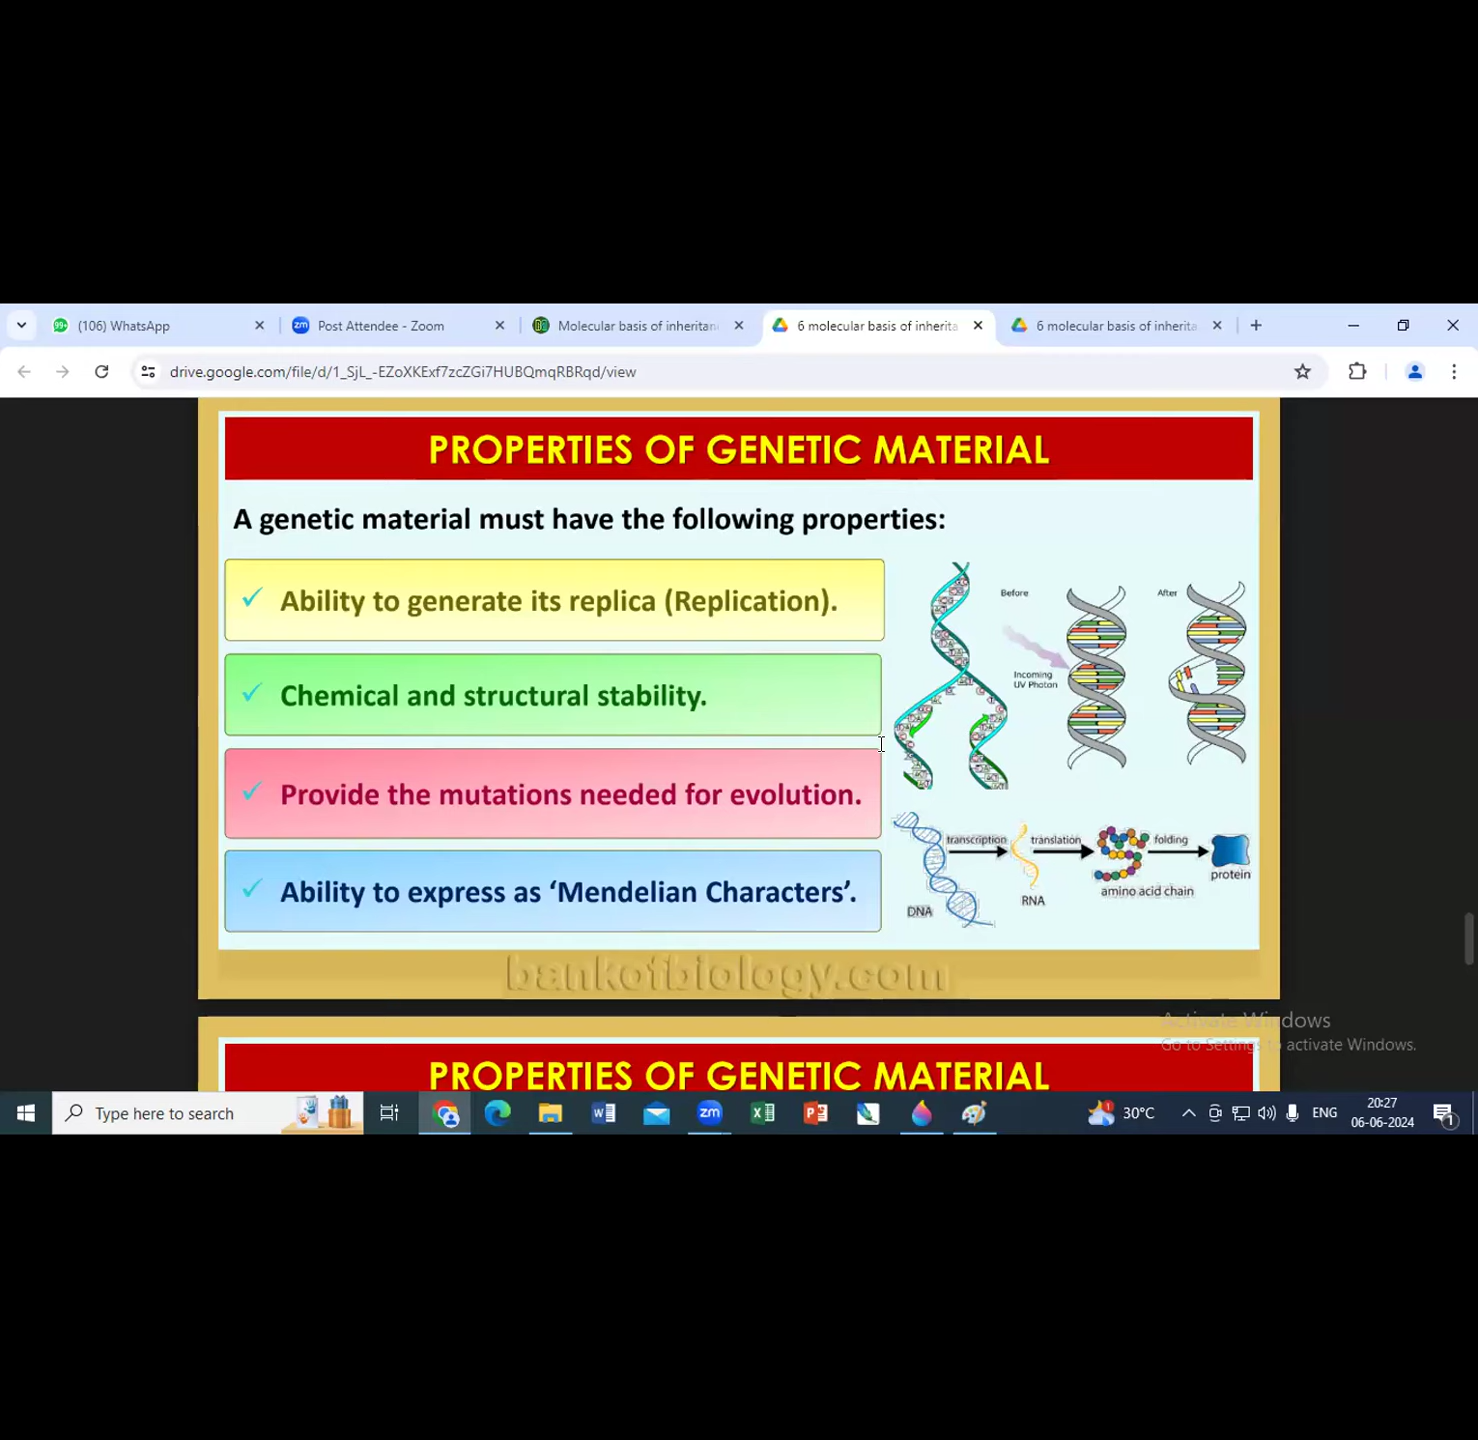 (106) WhatsApp
Post Attendee - Zoom
Molecular basis of inheritan
6 molecular basis of inherita
6 molecular basis of inherita
drive.google.com/file/d/1_SjL_-EZoXKExf7zcZGi7HUBQmqRBRqd/view
PROPERTIES OF GENETIC MATERIAL
A genetic material must have the following properties:
Ability to generate its replica (Replication).
Chemical and structural stability.
Provide the mutations needed for evolution.
Ability to express as ‘Mendelian Characters’.
Before
After
Incoming
UV Photon
transcription
translation
folding
DNA
RNA
amino acid chain
protein
bankofbiology.com
Activate Windows
Go to Settings to activate Windows.
PROPERTIES OF GENETIC MATERIAL
Type here to search
30°C
ENG
20:27
06-06-2024